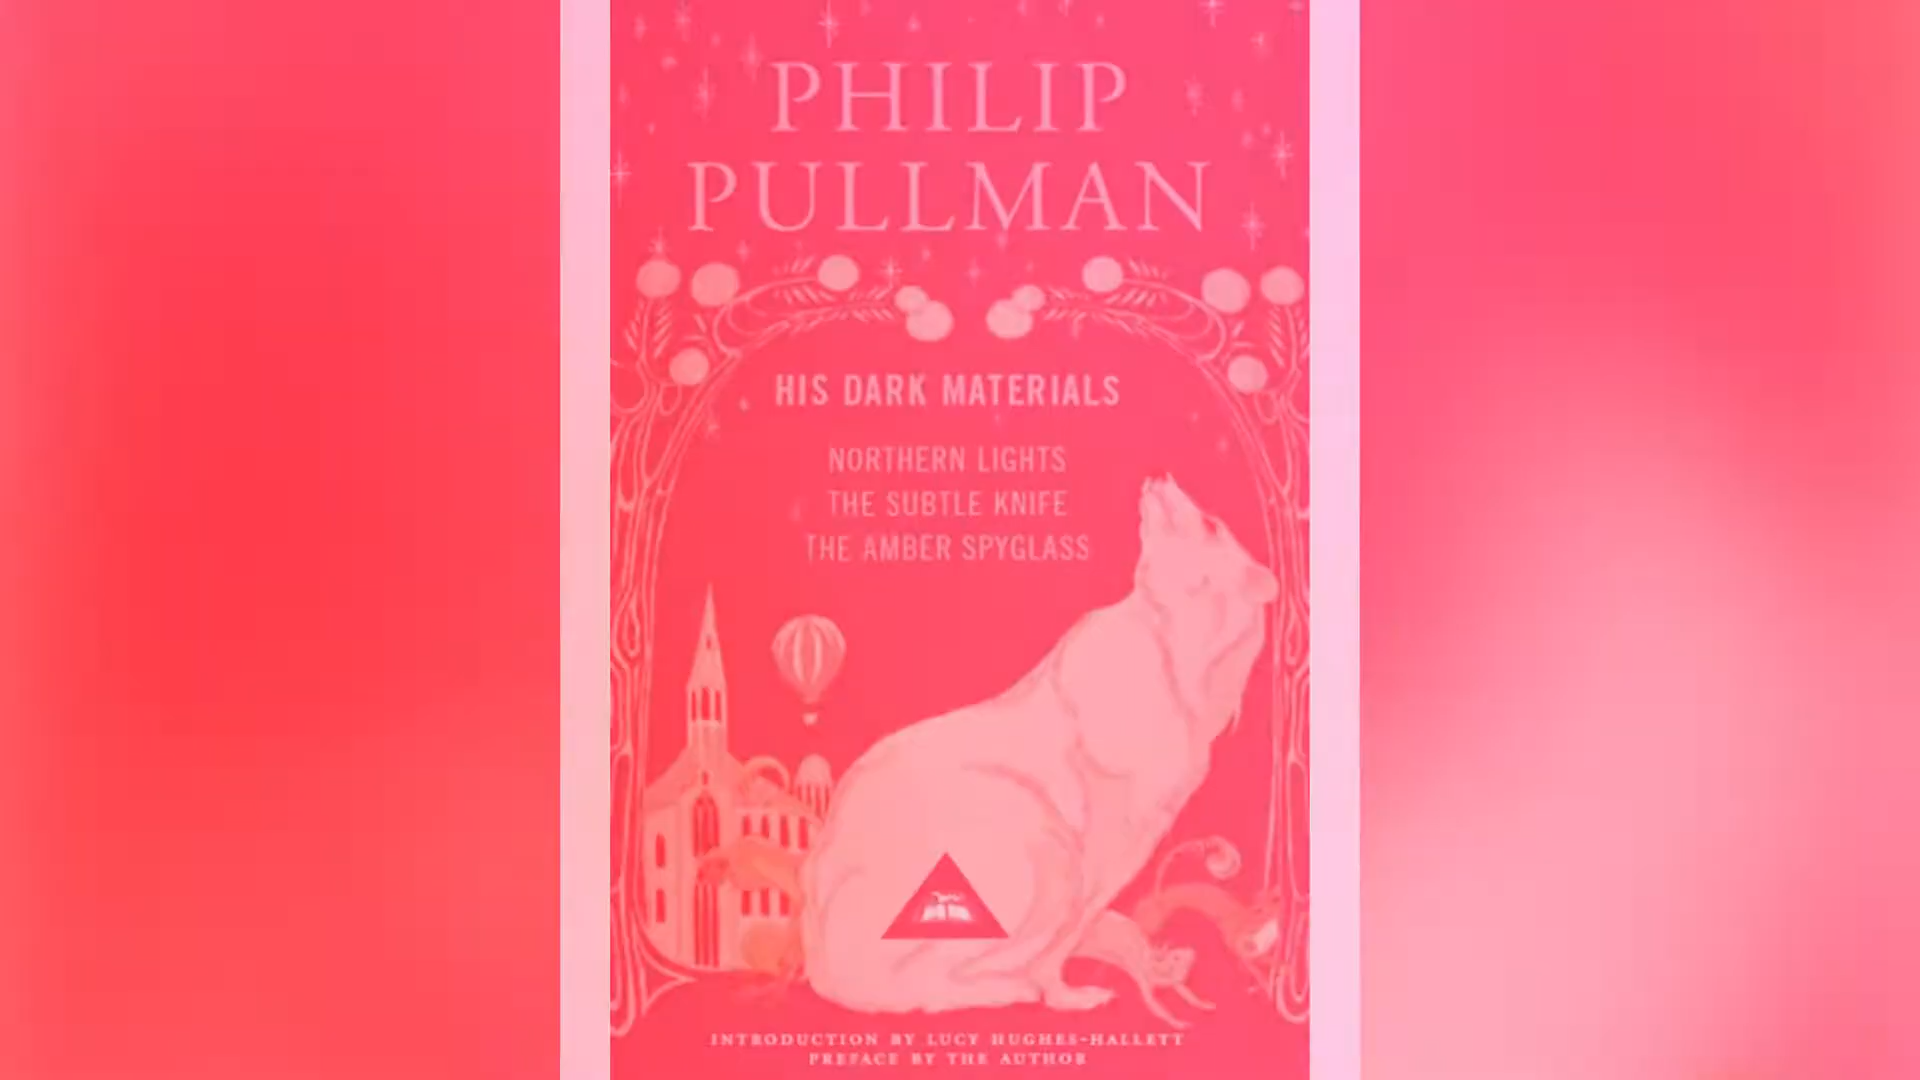 PHILIP
PULLMAN
HIS DARK MATERIALS
NORTHERN LIGHTS
THE SUBTLE KNIFE
THE AMBER SPYGLASS
INTRODUCTION BY LUCY HUGHES-HALLETT
PREFACE BY THE AUTHOR